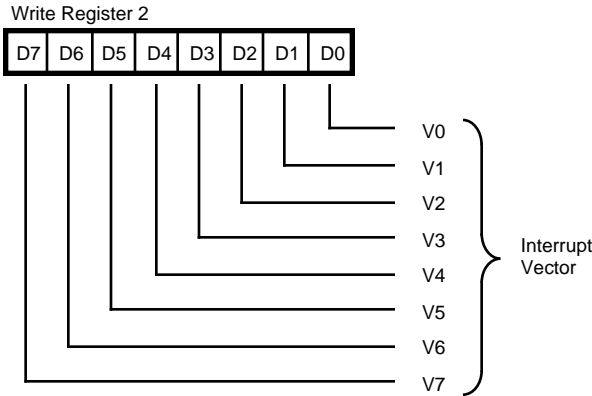 Write Register 2
D7 D6 D5 D4 D3 D2 D1 D0
V0
V1
V2
V3
V4
V5
V6
V7
Interrupt
Vector